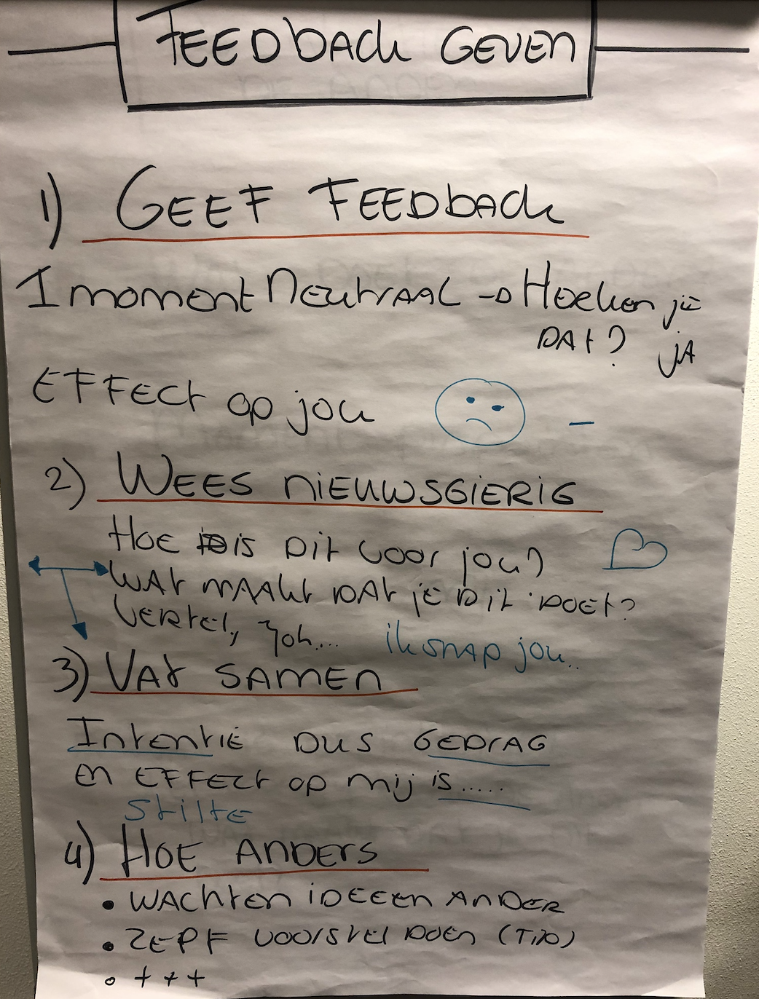 FEEDback GEVEN
1) GEEF FEEDback
1 moment Neutraal → Herken je
DAt? JA
EFFEct op jou -
2) WEES NiEUWSGiERiG
HOE is Dit voor jou?
WAt MAAkt DAt jE Dit DOEt?
VERtEl, joh...
ik snap jou..
3) VAt SAMEN
IntentiE DUS GEDrAG
EN EFFEct op mij is.....
StiltE
4) HOE ANDErS
• WAchten iDEEEn AnDER
• ZElF voorstel DOEn (Tip)
• + + +